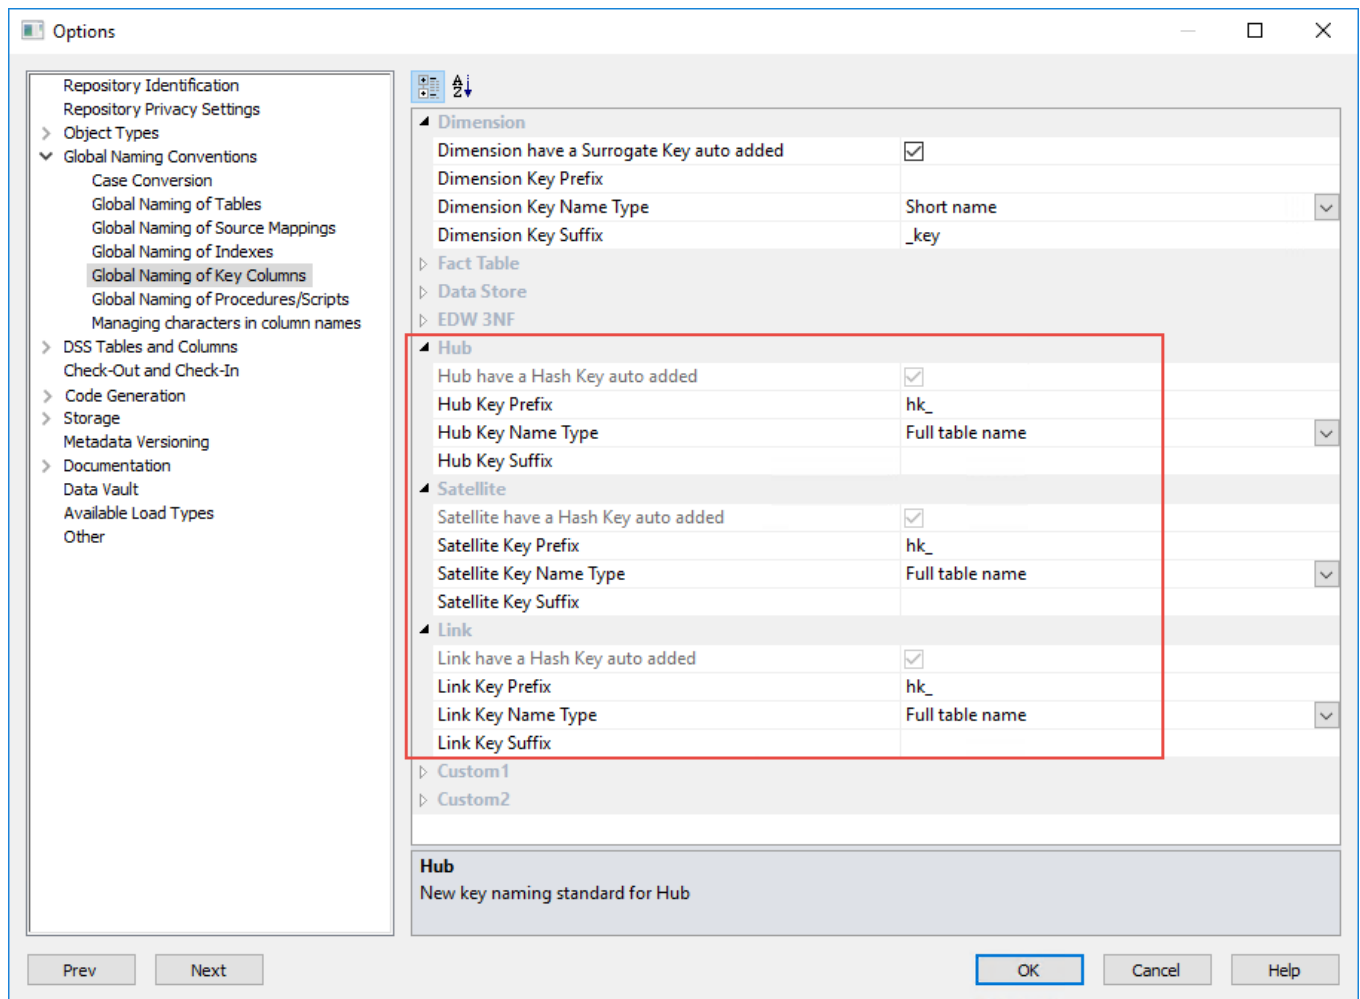 Options
Repository Identification
Repository Privacy Settings
Object Types
Global Naming Conventions
Case Conversion
Global Naming of Tables
Global Naming of Source Mappings
Global Naming of Indexes
Global Naming of Key Columns
Global Naming of Procedures/Scripts
Managing characters in column names
DSS Tables and Columns
Check-Out and Check-In
Code Generation
Storage
Metadata Versioning
Documentation
Data Vault
Available Load Types
Other
A
Z
Dimension
Dimension have a Surrogate Key auto added
Dimension Key Prefix
Dimension Key Name Type Short name
Dimension Key Suffix _key
Fact Table
Data Store
EDW 3NF
Hub
Hub have a Hash Key auto added
Hub Key Prefix hk_
Hub Key Name Type Full table name
Hub Key Suffix
Satellite
Satellite have a Hash Key auto added
Satellite Key Prefix hk_
Satellite Key Name Type Full table name
Satellite Key Suffix
Link
Link have a Hash Key auto added
Link Key Prefix hk_
Link Key Name Type Full table name
Link Key Suffix
Custom1
Custom2
Hub
New key naming standard for Hub
Prev Next OK Cancel Help